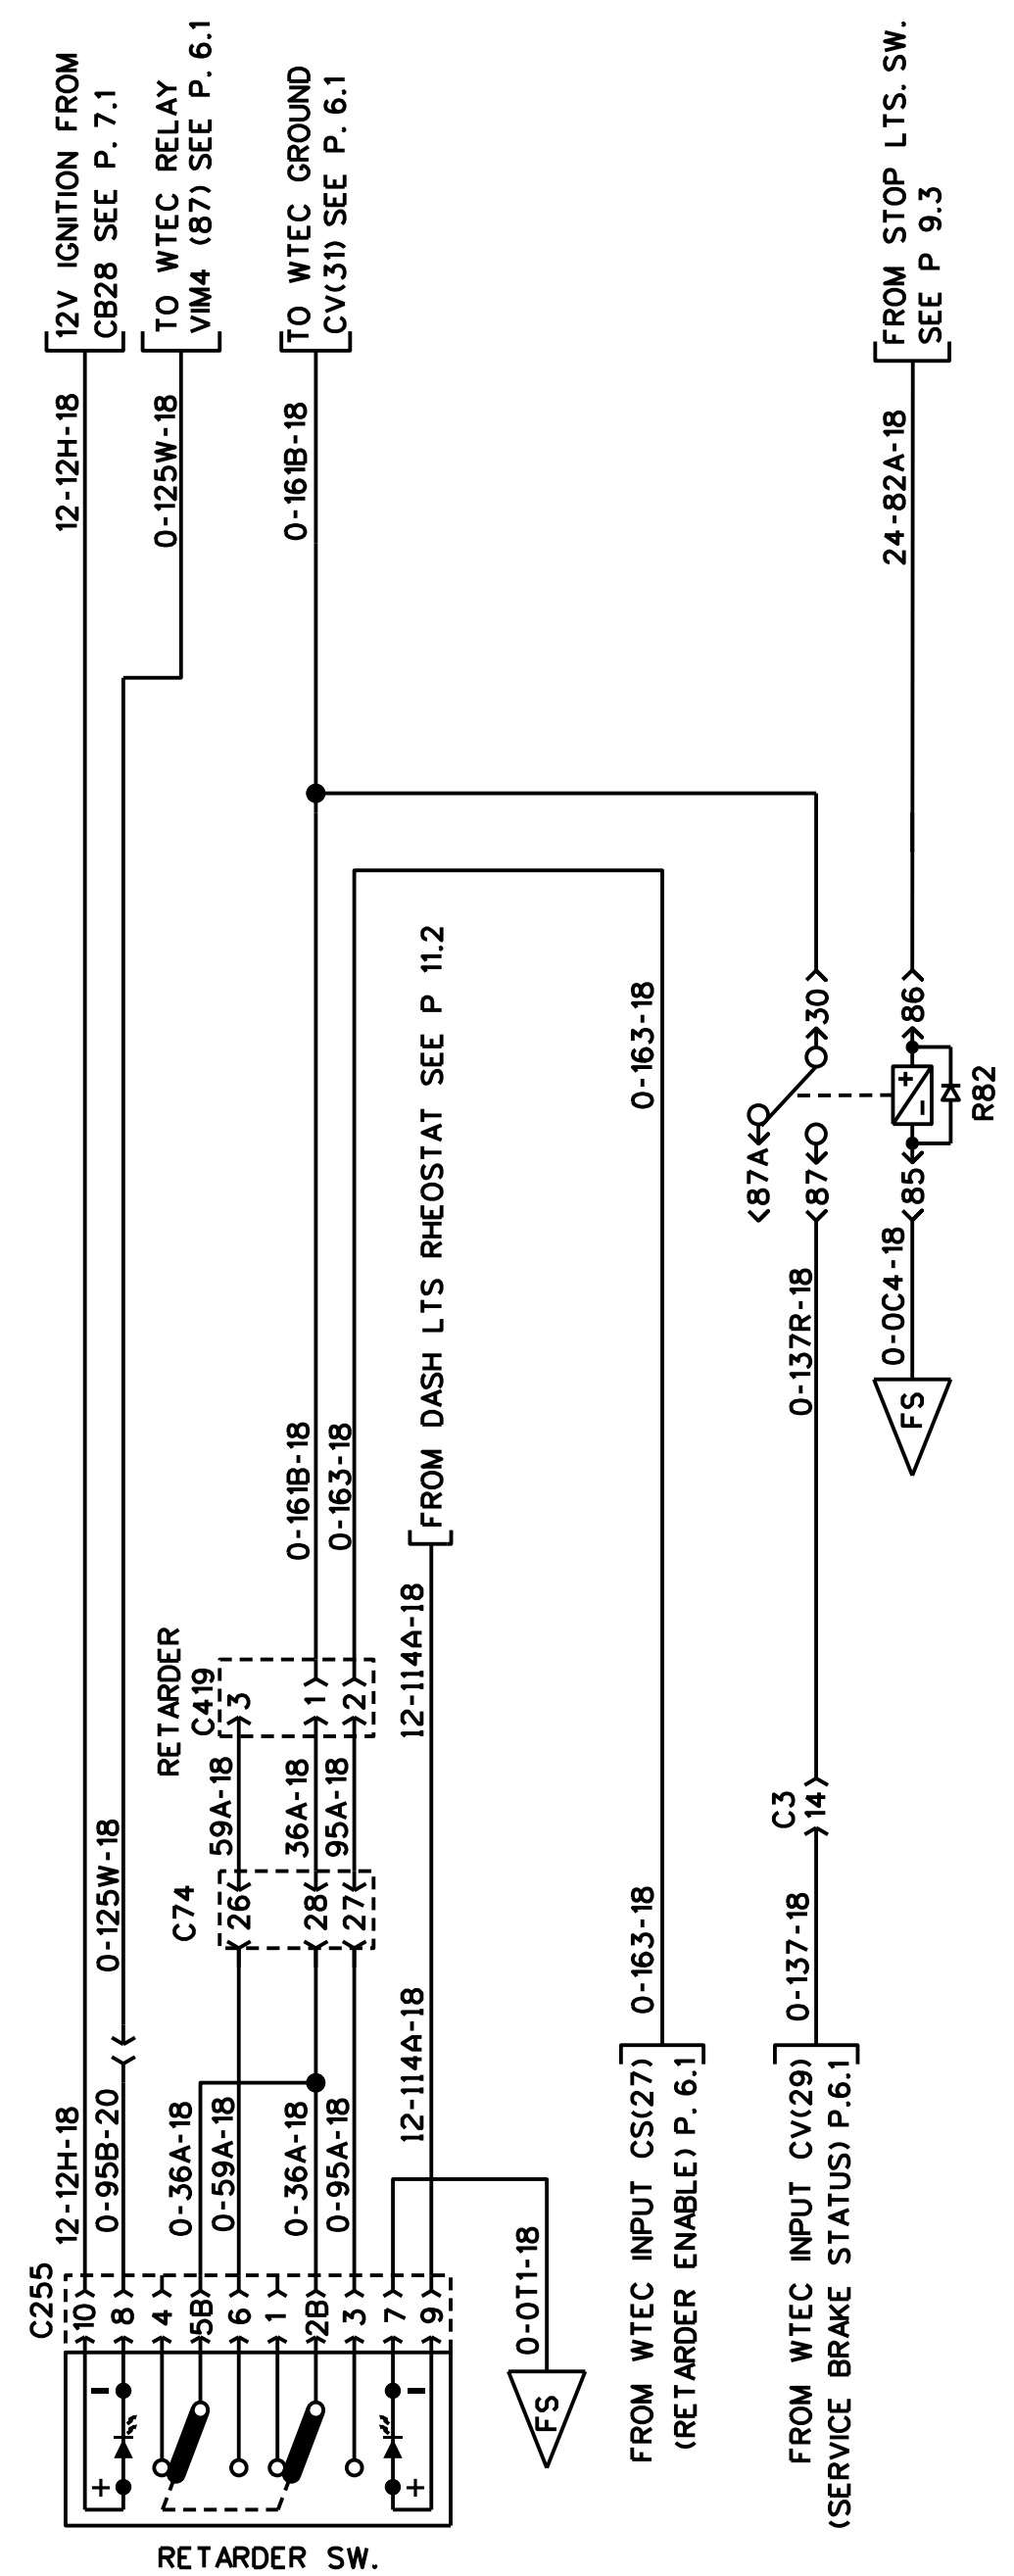 12V IGNITION FROM
CB28 SEE P. 7.1
TO WTEC RELAY
VIM4 (87) SEE P. 6.1
TO WTEC GROUND
CV(31) SEE P. 6.1
FROM STOP LTS. SW.
SEE P 9.3
12-12H-18
0-125W-18
0-161B-18
24-82A-18
FROM DASH LTS RHEOSTAT SEE P 11.2
0-163-18
30
86
87A
87
85
+
-
R82
0-137R-18
0-0C4-18
FS
0-161B-18
0-163-18
12-114A-18
RETARDER
C419
3
1
2
59A-18
36A-18
95A-18
C74
26
28
27
0-125W-18
C3
14
0-163-18
0-137-18
12-12H-18
0-95B-20
0-36A-18
0-59A-18
0-36A-18
0-95A-18
12-114A-18
0-0T1-18
FS
FROM WTEC INPUT CS(27)
(RETARDER ENABLE) P. 6.1
FROM WTEC INPUT CV(29)
(SERVICE BRAKE STATUS) P.6.1
C255
10
8
4
5B
6
1
2B
3
7
9
-
-
+
+
RETARDER SW.